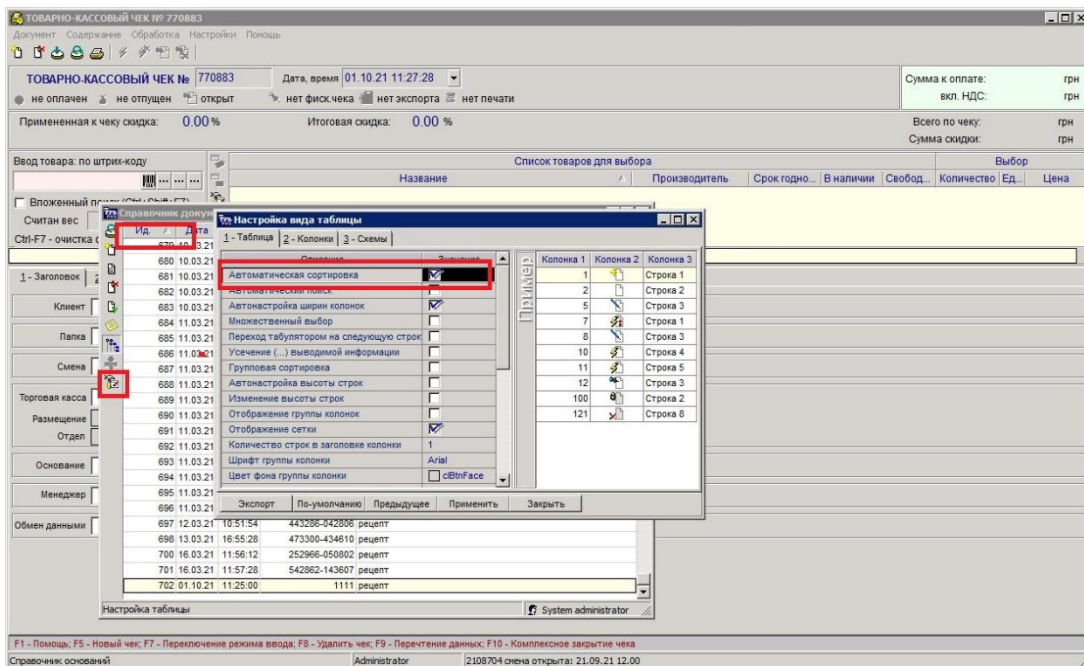 ТОВАРНО-КАССОВЫЙ ЧЕК № 770883
Документ Содержание Обработка Настройки Помощь
ТОВАРНО-КАССОВЫЙ ЧЕК № 770883 Дата, время 01.10.21 11:27:28
Сумма к оплате: грн
не оплачен не отпущен открыт нет фиск.чека нет экспорта нет печати
вкл. НДС: грн
Примененная к чеку скидка: 0.00 % Итоговая скидка: 0.00 %
Всего по чеку: грн
Сумма скидки: грн
Ввод товара: по штрих-коду
Список товаров для выбора Выбор
Название Производитель Срок годно... В наличии Свобод... Количество Ед... Цена
Вложенный
Считан вес
Ctrl-F7 - очистка
1 - Заголовок
Клиент
Папка
Смена
Торговая касса
Размещение
Отдел
Основание
Менеджер
Обмен данными
Справочник докум
Ид. Дата
679 10.03.21
680 10.03.21
681 10.03.21
682 10.03.21
683 10.03.21
684 11.03.21
685 11.03.21
686 11.03.21
687 11.03.21
688 11.03.21
689 11.03.21
690 11.03.21
691 11.03.21
692 11.03.21
693 11.03.21
694 11.03.21
695 11.03.21
696 11.03.21
697 12.03.21 10:51:54 443286-042806 рецепт
698 13.03.21 16:55:28 473300-434610 рецепт
700 16.03.21 11:56:12 252966-050802 рецепт
701 16.03.21 11:57:28 542862-143607 рецепт
702 01.10.21 11:25:00 1111 рецепт
Настройка таблицы System administrator
Настройка вида таблицы
1 - Таблица 2 - Колонки 3 - Схемы
Описание Значение
Автоматическая сортировка
Автоматический поиск
Автонастройка ширин колонок
Множественный выбор
Переход табулятором на следующую строк
Усечение (...) выводимой информации
Групповая сортировка
Автонастройка высоты строк
Изменение высоты строк
Отображение группы колонок
Отображение сетки
Количество строк в заголовке колонки 1
Шрифт группы колонки Arial
Цвет фона группы колонки clBtnFace
Пример
Колонка 1 Колонка 2 Колонка 3
1 Строка 1
2 Строка 2
5 Строка 3
7 Строка 1
8 Строка 3
10 Строка 4
11 Строка 5
12 Строка 3
100 Строка 2
121 Строка 8
Экспорт По-умолчанию Предыдущее Применить Закрыть
F1 - Помощь; F5 - Новый чек; F7 - Переключение режима ввода; F8 - Удалить чек; F9 - Перечтение данных; F10 - Комплексное закрытие чека
Справочник оснований Administrator 2108704 смена открыта: 21.09.21 12.00